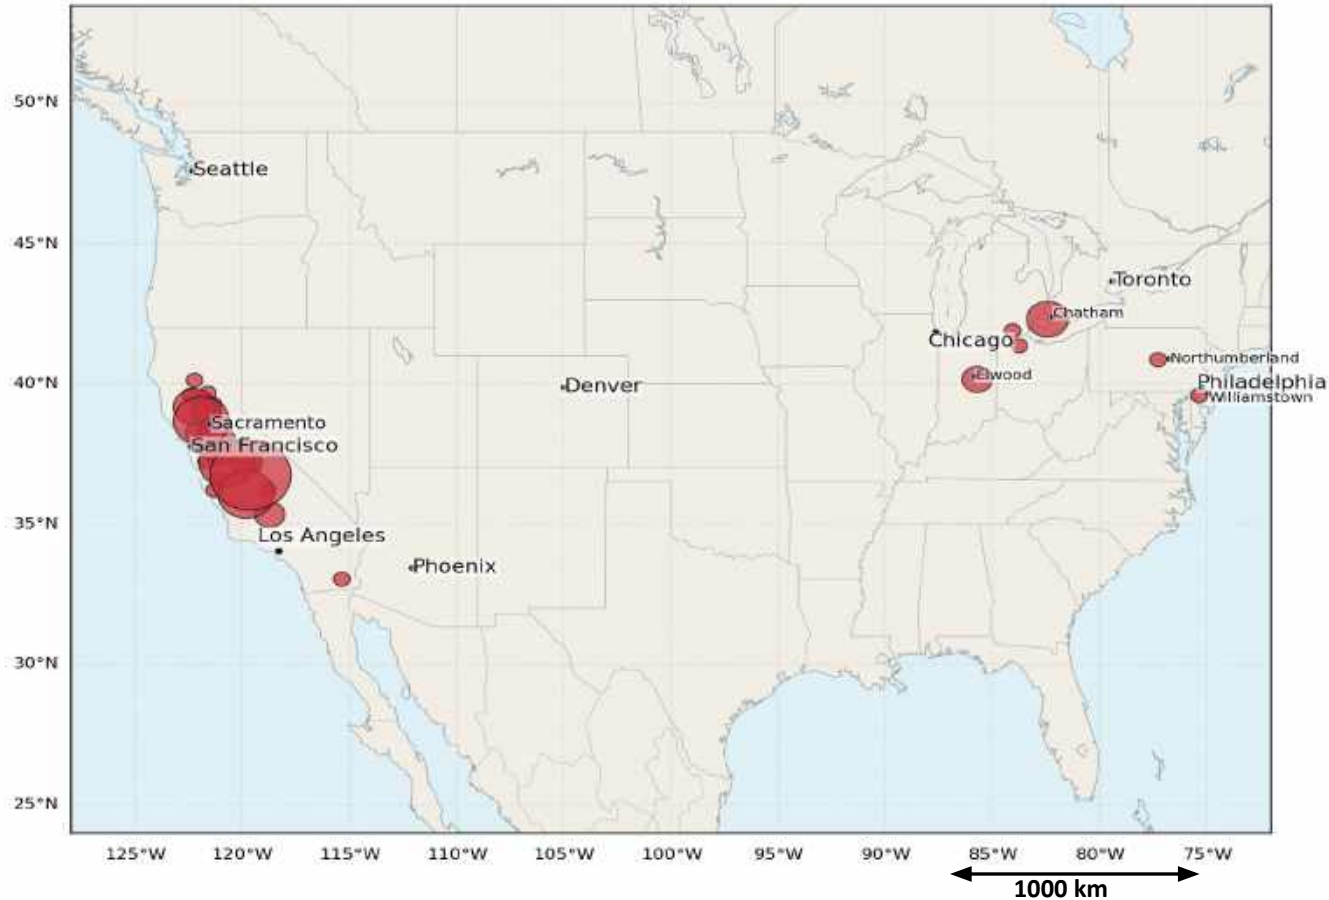 50°N
Seattle
45°N
Toronto
Chatham
Chicago
Northumberland
Elwood
Philadelphia
40°N
Denver
Williamstown
Sacramento
San Francisco
35°N
Los Angeles
Phoenix
30°N
25°N
125°W 120°W 115°W 110°W 105°W 100°W 95°W 90°W 85°W 80°W 75°W
1000 km